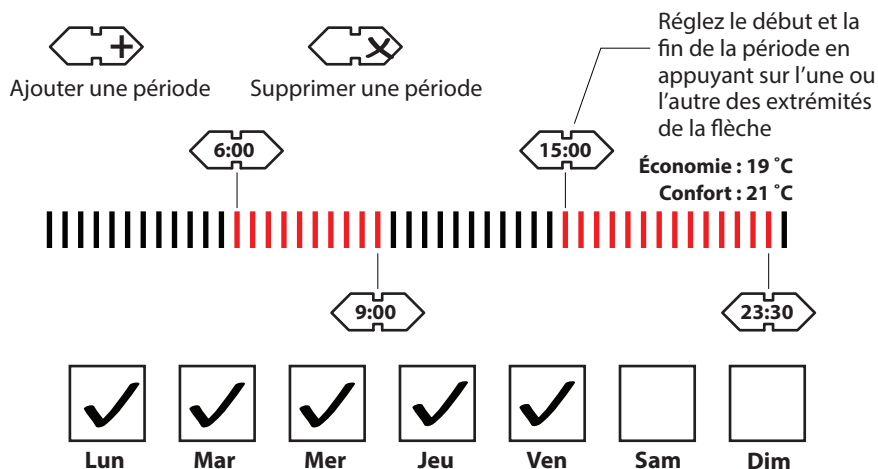 Ajouter une période
Supprimer une période
Réglez le début et la
fin de la période en
appuyant sur l’une ou
l’autre des extrémités
de la flèche
6:00
15:00
Économie : 19 ˚C
Confort : 21 ˚C
9:00
23:30
Lun Mar Mer Jeu Ven Sam Dim